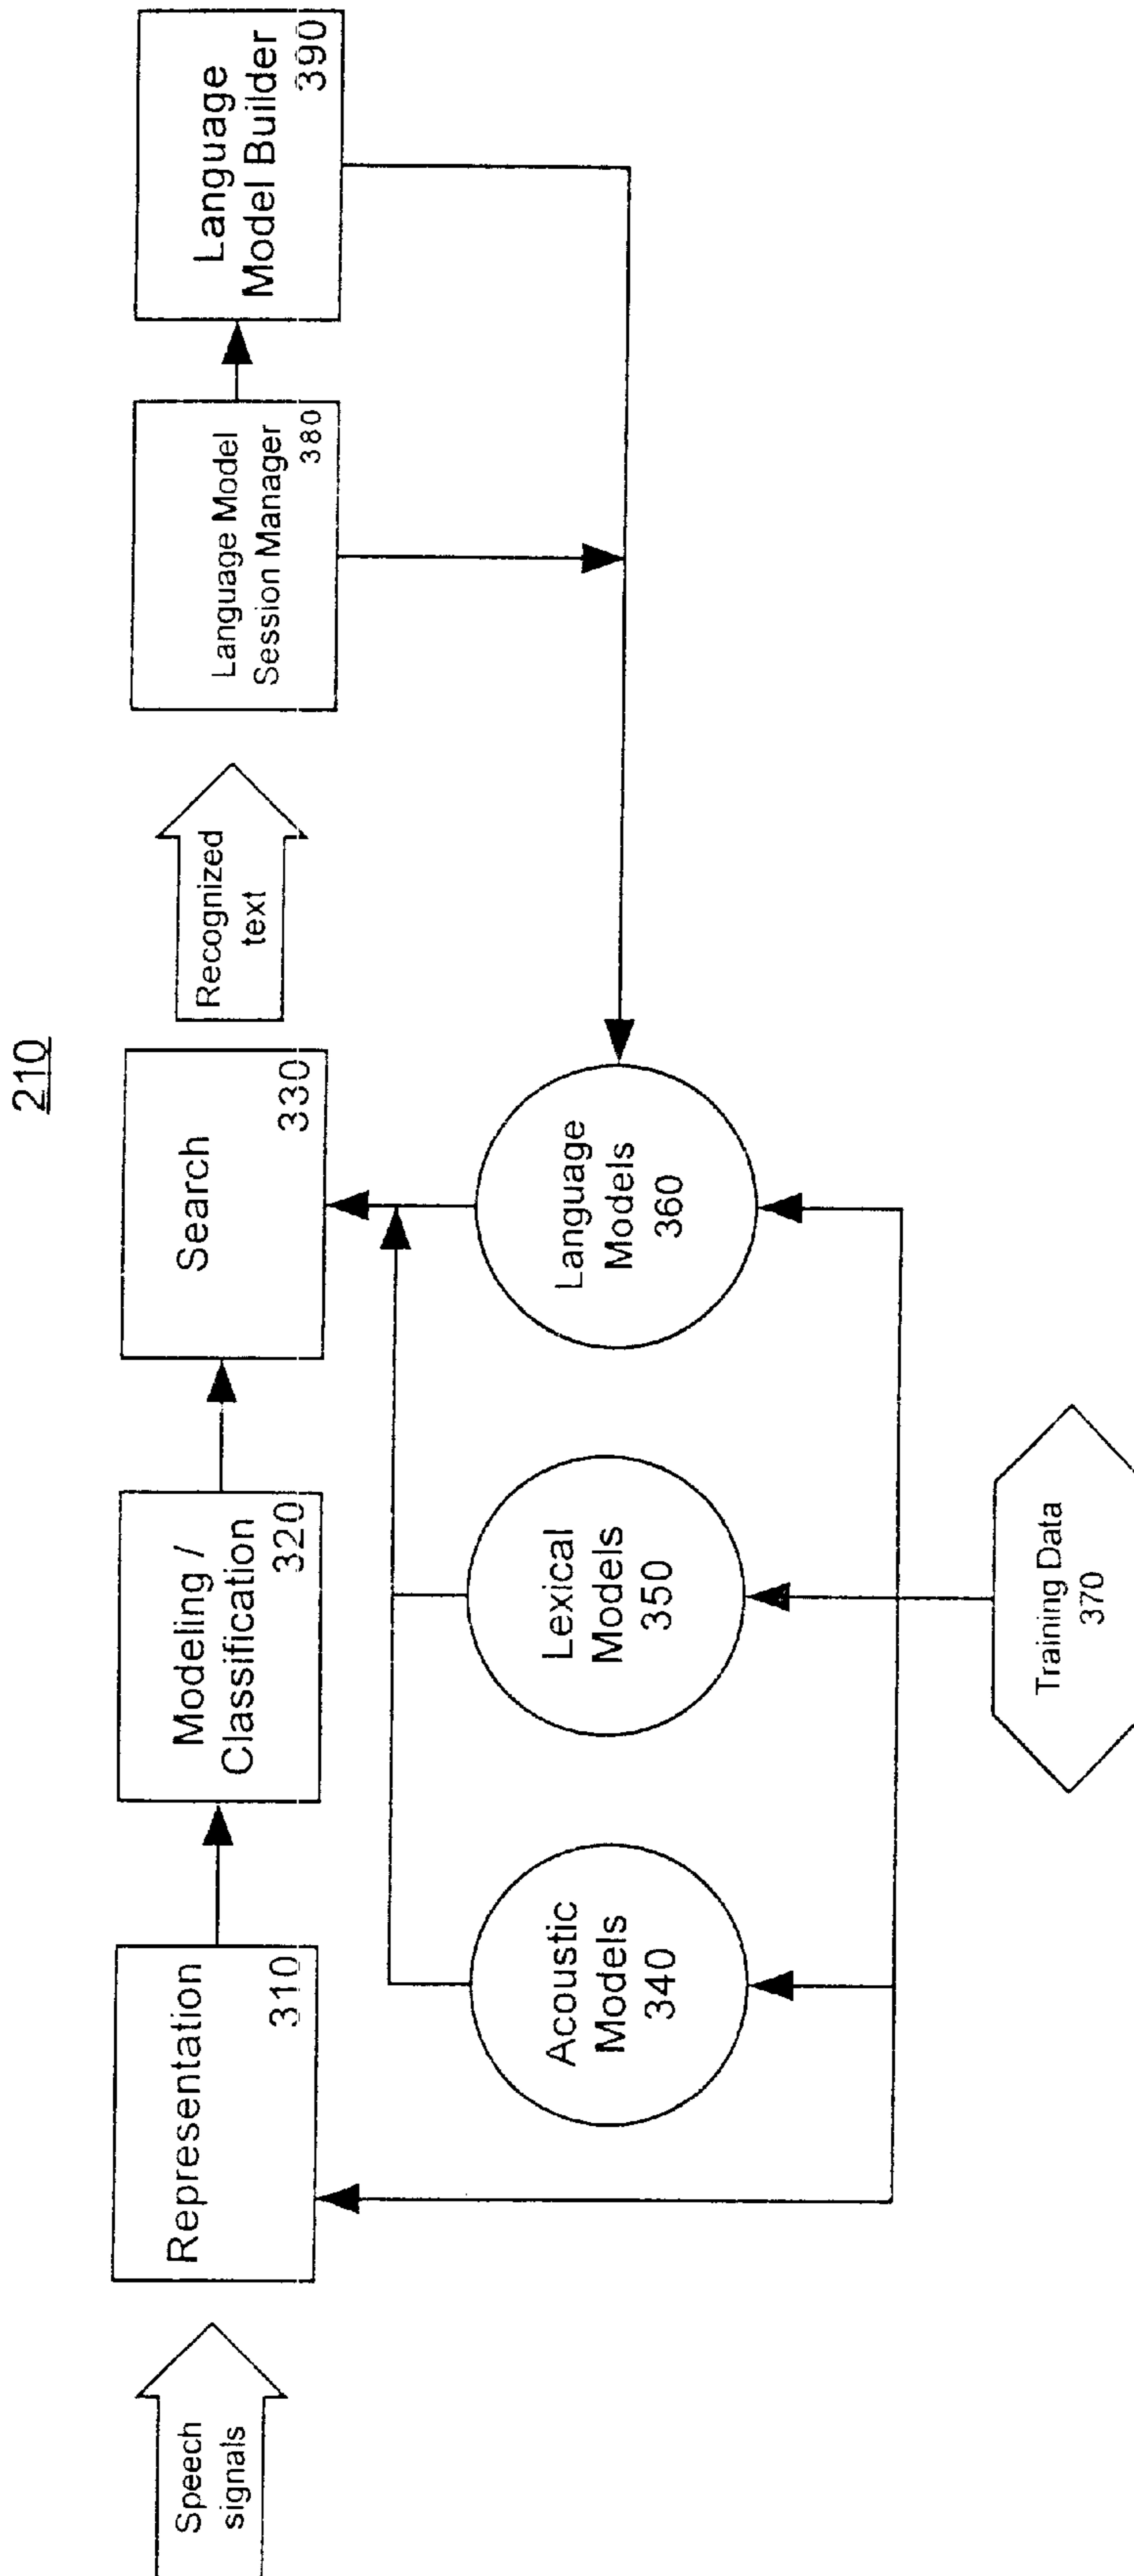 210
Speech
signals
Representation
310
Modeling /
Classification
320
Search
330
Recognized
text
Language Model
Session Manager
380
Language
Model Builder
390
Acoustic
Models
340
Lexical
Models
350
Language
Models
360
Training Data
370